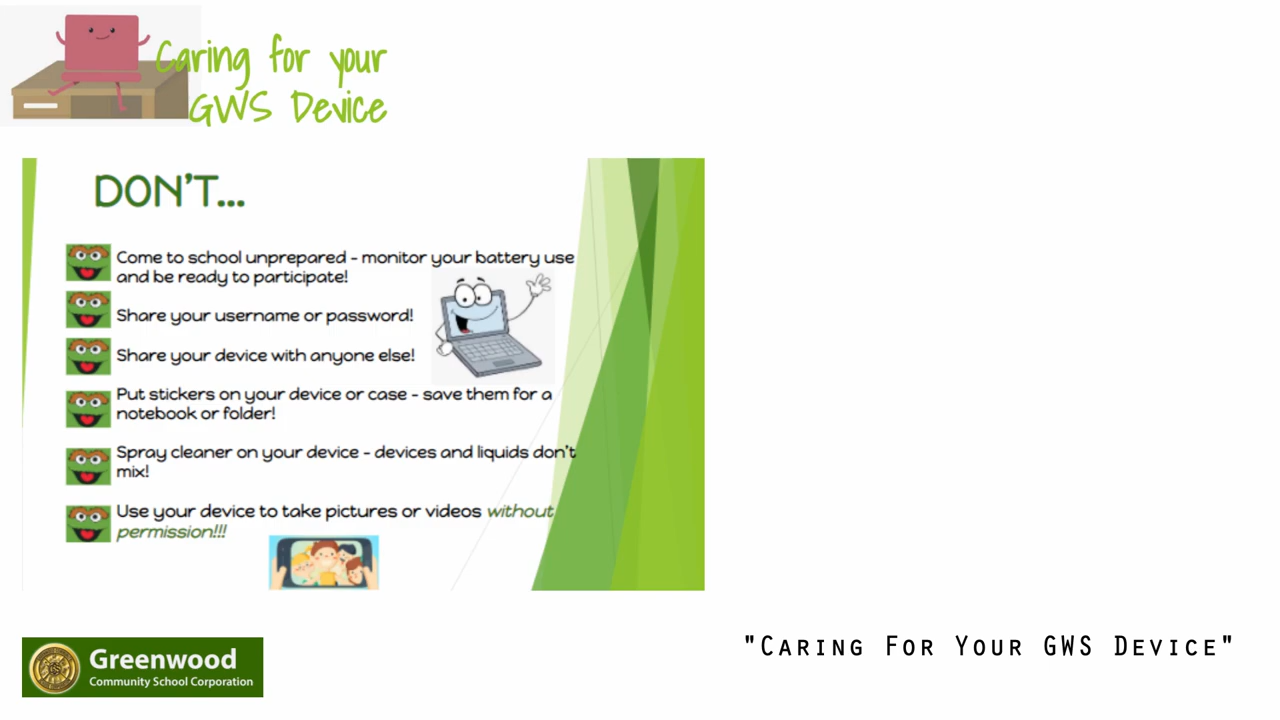 Caring for your
GWS Device
DON'T...
Come to school unprepared - monitor your battery use
and be ready to participate!
Share your username or password!
Share your device with anyone else!
Put stickers on your device or case - save them for a
notebook or folder!
Spray cleaner on your device - devices and liquids don't
mix!
Use your device to take pictures or videos without
permission!!!
Greenwood
Community School Corporation
"Caring For Your GWS Device"